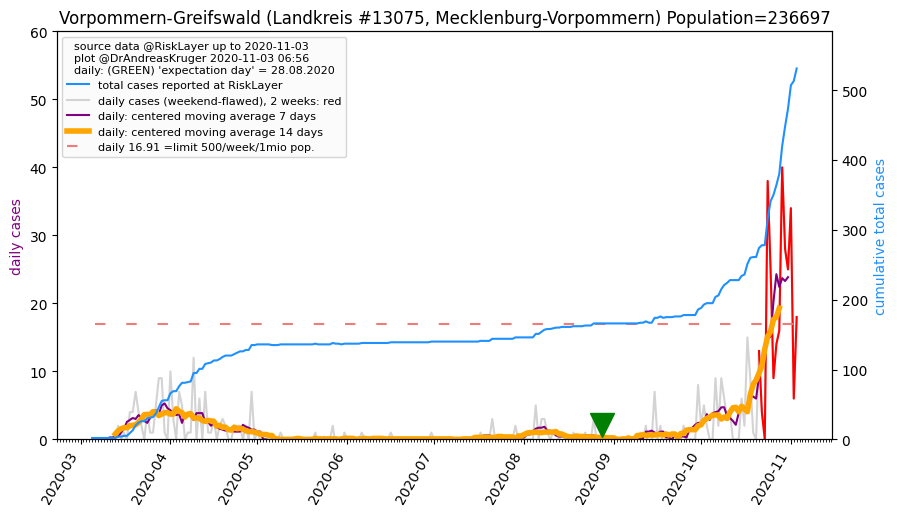 Vorpommern-Greifswald (Landkreis #13075, Mecklenburg-Vorpommern) Population=236697
source data @RiskLayer up to 2020-11-03
plot @DrAndreasKruger 2020-11-03 06:56
daily: (GREEN) 'expectation day' = 28.08.2020
total cases reported at RiskLayer
daily cases (weekend-flawed), 2 weeks: red
daily: centered moving average 7 days
daily: centered moving average 14 days
daily 16.91 =limit 500/week/1mio pop.
daily cases
60
50
40
30
20
10
0
cumulative total cases
500
400
300
200
100
0
2020-03
2020-04
2020-05
2020-06
2020-07
2020-08
2020-09
2020-10
2020-11